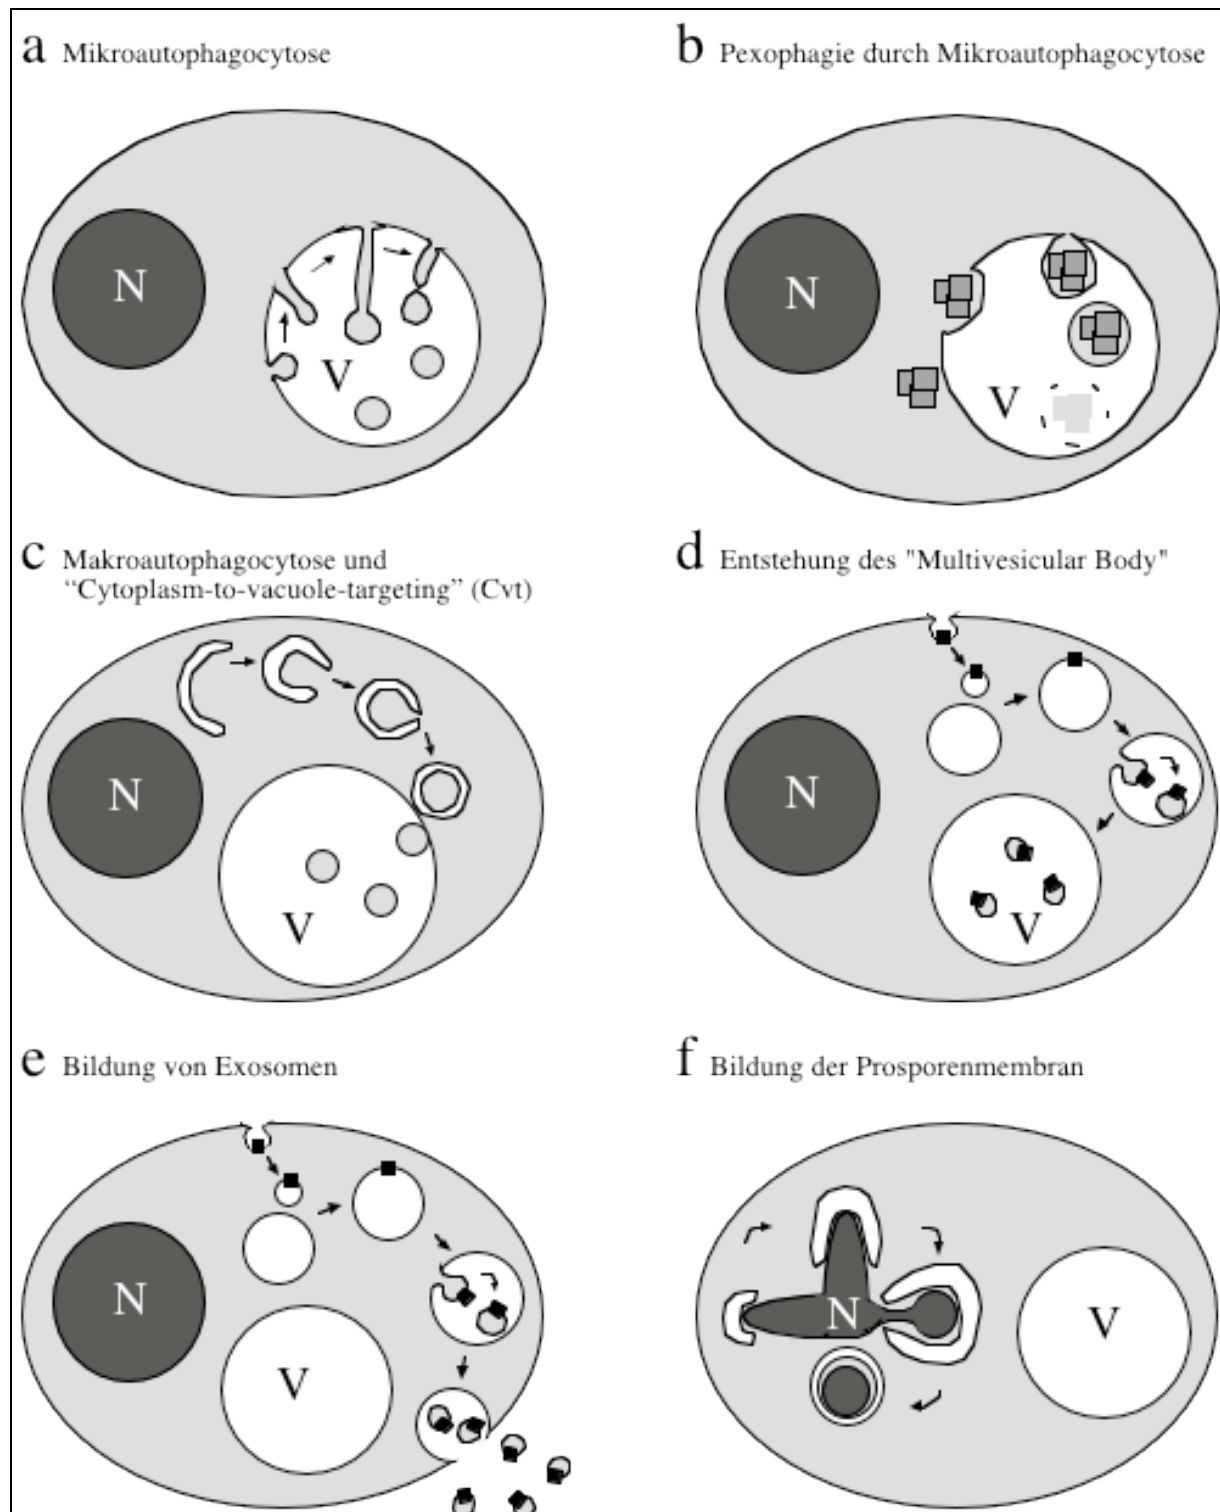 a Mikroautophagocytose
b Pexophagie durch Mikroautophagocytose
N
V
N
V
c Makroautophagocytose und
“Cytoplasm-to-vacuole-targeting” (Cvt)
d Entstehung des "Multivesicular Body"
N
V
N
V
e Bildung von Exosomen
f Bildung der Prosporenmembran
N
V
N
V